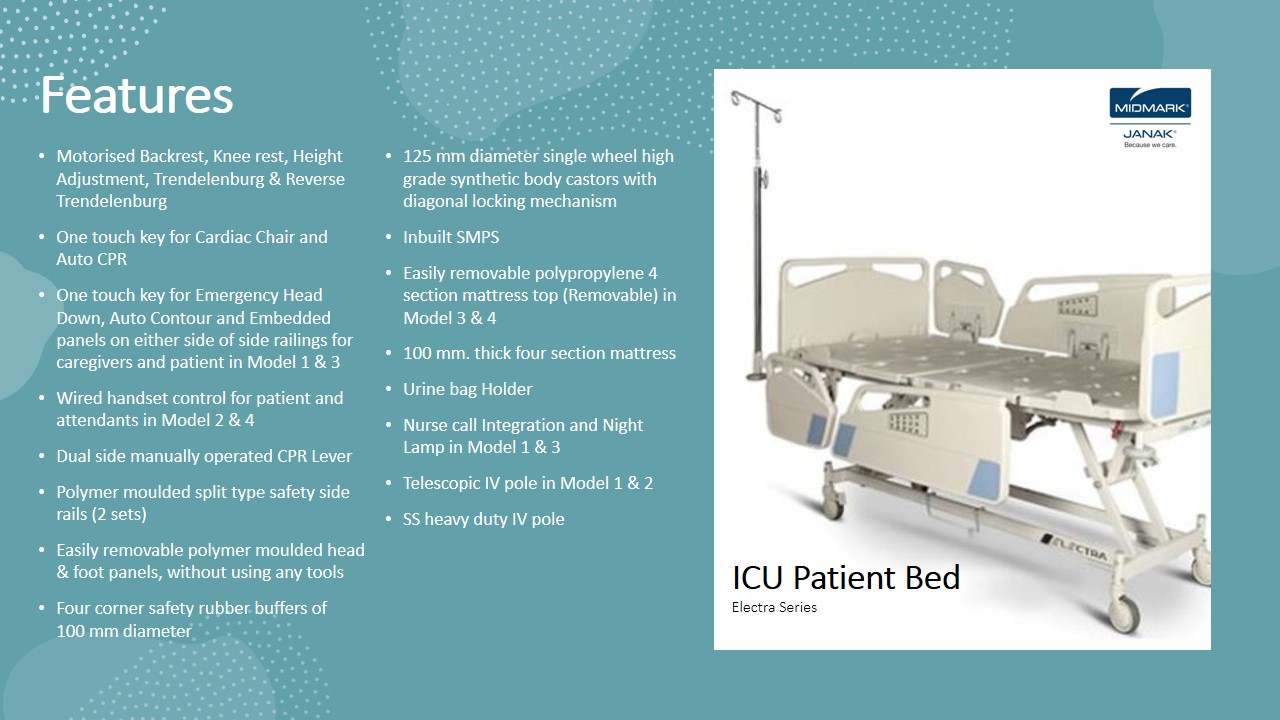 Features
• Motorised Backrest, Knee rest, Height
Adjustment, Trendelenburg & Reverse
Trendelenburg
• One touch key for Cardiac Chair and
Auto CPR
• One touch key for Emergency Head
Down, Auto Contour and Embedded
panels on either side of side railings for
caregivers and patient in Model 1 & 3
• Wired handset control for patient and
attendants in Model 2 & 4
• Dual side manually operated CPR Lever
• Polymer moulded split type safety side
rails (2 sets)
• Easily removable polymer moulded head
& foot panels, without using any tools
• Four corner safety rubber buffers of
100 mm diameter
• 125 mm diameter single wheel high
grade synthetic body castors with
diagonal locking mechanism
• Inbuilt SMPS
• Easily removable polypropylene 4
section mattress top (Removable) in
Model 3 & 4
• 100 mm. thick four section mattress
• Urine bag Holder
• Nurse call Integration and Night
Lamp in Model 1 & 3
• Telescopic IV pole in Model 1 & 2
• SS heavy duty IV pole
MIDMARK®
JANAK®
Because we care.
ELECTRA
ICU Patient Bed
Electra Series